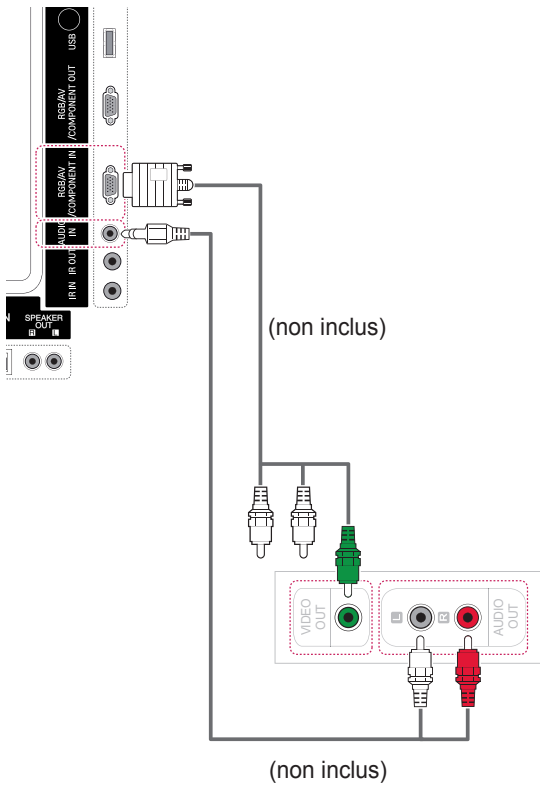 USB
RGB/AV
/COMPONENT OUT
RGB/AV
/COMPONENT IN
AUDIO
IN
IR OUT
IR IN
N
SPEAKER
OUT
R L
(non inclus)
VIDEO
OUT
L
R
AUDIO
OUT
(non inclus)